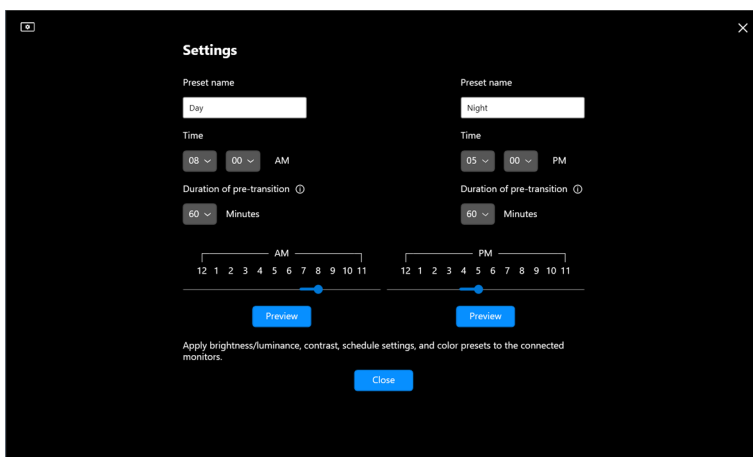 Settings
Preset name
Preset name
Day
Night
Time
Time
08 00 AM
05 00 PM
Duration of pre-transition
Duration of pre-transition
60 Minutes
60 Minutes
AM
PM
12 1 2 3 4 5 6 7 8 9 10 11
12 1 2 3 4 5 6 7 8 9 10 11
Preview
Preview
Apply brightness/luminance, contrast, schedule settings, and color presets to the connected
monitors.
Close